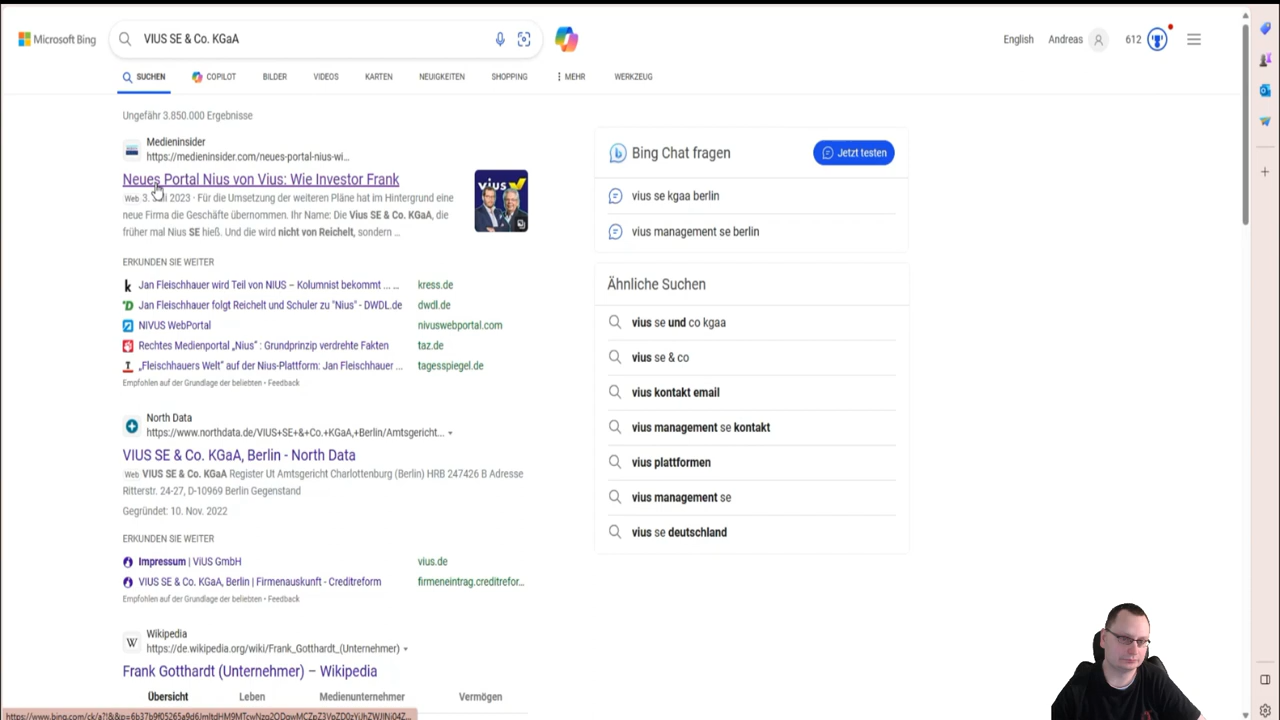 Microsoft Bing
VIUS SE & Co. KGaA
English
Andreas
612
SUCHEN
COPILOT
BILDER
VIDEOS
KARTEN
NEUIGKEITEN
SHOPPING
MEHR
WERKZEUG
Ungefähr 3.850.000 Ergebnisse
Medieninsider
https://medieninsider.com/neues-portal-nius-wi...
Neues Portal Nius von Vius: Wie Investor Frank
Web 3. 2023 · Für die Umsetzung der weiteren Pläne hat im Hintergrund eine
neue Firma die Geschäfte übernommen. Ihr Name: Die Vius SE & Co. KGaA, die
früher mal Nius SE hieß. Und die wird nicht von Reichelt, sondern ...
VIUS
ERKUNDEN SIE WEITER
Jan Fleischhauer wird Teil von NIUS – Kolumnist bekommt ... ...
kress.de
Jan Fleischhauer folgt Reichelt und Schuler zu "Nius" - DWDL.de
dwdl.de
NIVUS WebPortal
nivuswebportal.com
Rechtes Medienportal „Nius" : Grundprinzip verdrehte Fakten
taz.de
„Fleischhauers Welt" auf der Nius-Plattform: Jan Fleischhauer ...
tagesspiegel.de
Empfohlen auf der Grundlage der beliebten • Feedback
North Data
https://www.northdata.de/VIUS+SE+&+Co.+KGaA,+Berlin/Amtsgericht...
VIUS SE & Co. KGaA, Berlin - North Data
Web VIUS SE & Co. KGaA Register Ut Amtsgericht Charlottenburg (Berlin) HRB 247426 B Adresse
Ritterstr. 24-27, D-10969 Berlin Gegenstand
Gegründet: 10. Nov. 2022
ERKUNDEN SIE WEITER
Impressum | ViUS GmbH
vius.de
VIUS SE & Co. KGaA, Berlin | Firmenauskunft - Creditreform
firmeneintrag.creditrefor...
Empfohlen auf der Grundlage der beliebten • Feedback
Wikipedia
https://de.wikipedia.org/wiki/Frank_Gotthardt_(Unternehmer)
Frank Gotthardt (Unternehmer) – Wikipedia
Übersicht
Leben
Medienunternehmer
Vermögen
Bing Chat fragen
Jetzt testen
vius se kgaa berlin
vius management se berlin
Ähnliche Suchen
vius se und co kgaa
vius se & co
vius kontakt email
vius management se kontakt
vius plattformen
vius management se
vius se deutschland